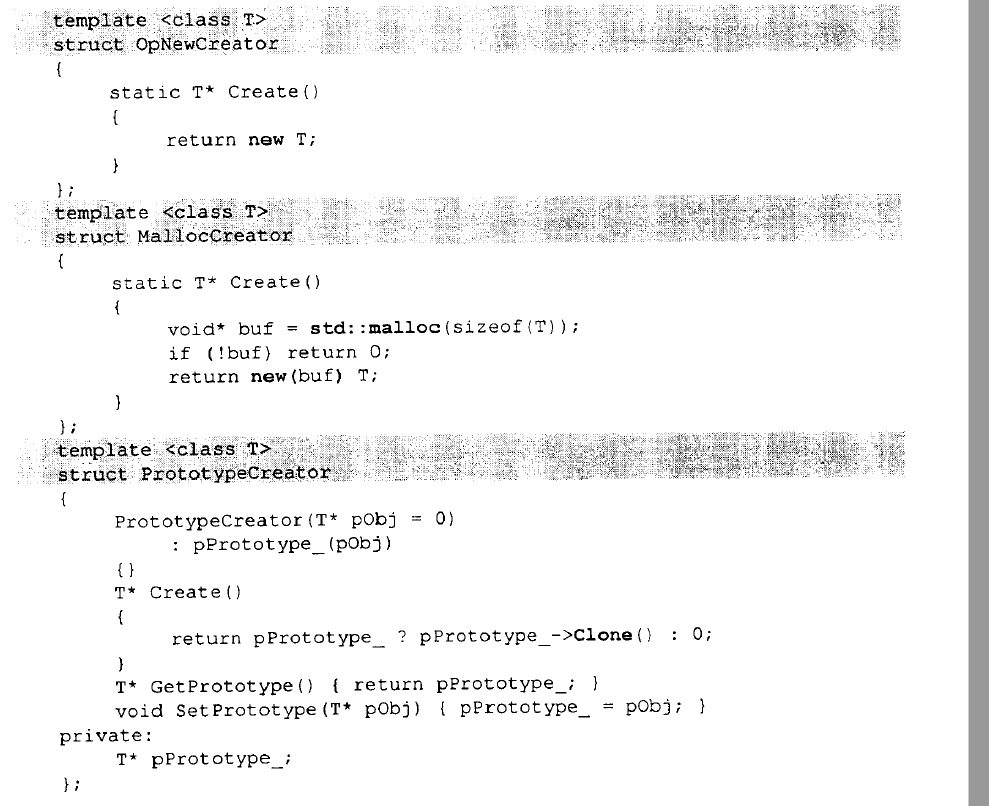 template <class T>
struct OpNewCreator
{
static T* Create()
{
return new T;
}
};
template <class T>
struct MallocCreator
{
static T* Create()
{
void* buf = std::malloc(sizeof(T));
if (!buf) return 0;
return new(buf) T;
}
};
template <class T>
struct PrototypeCreator
{
PrototypeCreator(T* pObj = 0)
: pPrototype_(pObj)
{}
T* Create()
{
return pPrototype_ ? pPrototype_->Clone() : 0;
}
T* GetPrototype() { return pPrototype_; }
void SetPrototype(T* pObj) { pPrototype_ = pObj; }
private:
T* pPrototype_;
};